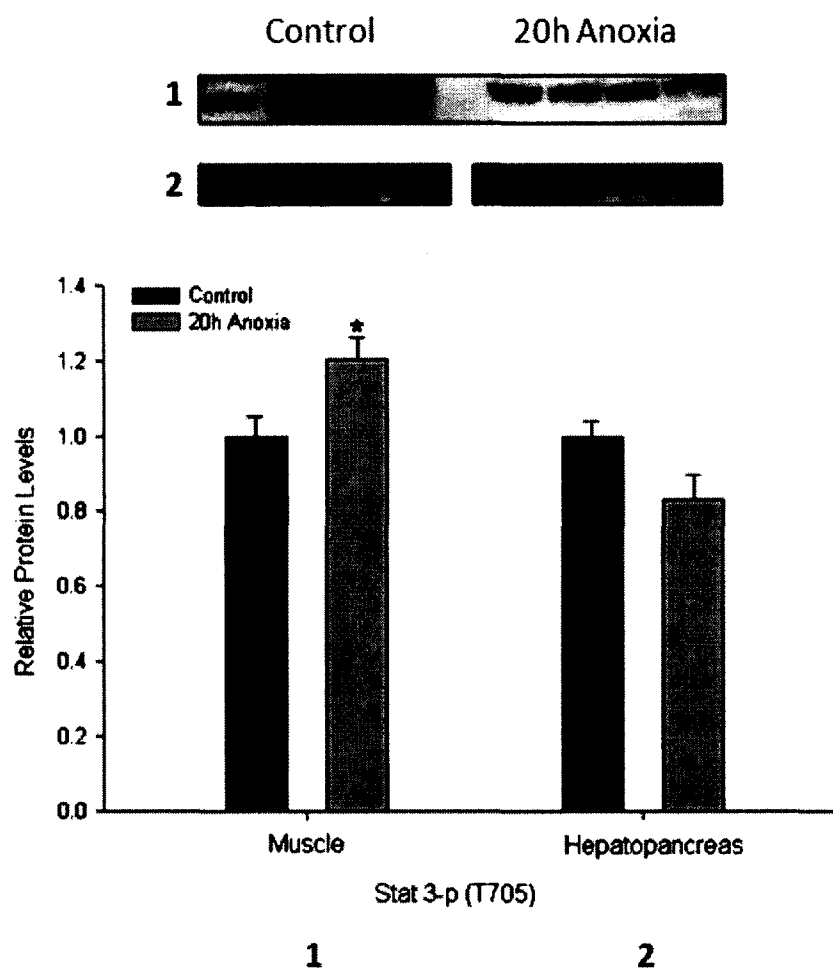 Control 20h Anoxia
1
2
1.4
Control
20h Anoxia
*
1.2
1.0
0.8
0.6
0.4
0.2
0.0
Relative Protein Levels
Muscle Hepatopancreas
Stat 3-p (T705)
1 2